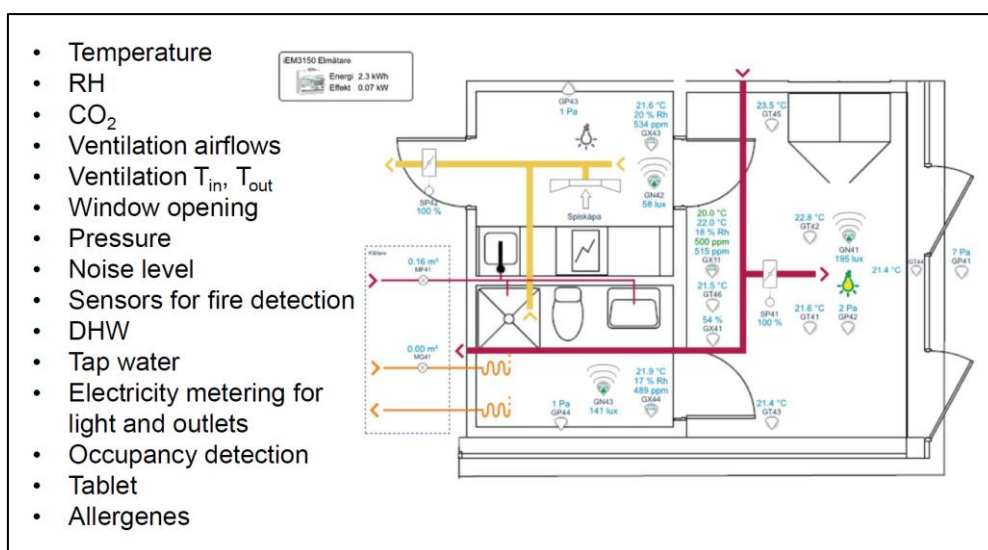 • Temperature
• RH
• CO₂
• Ventilation airflows
• Ventilation Tin, Tout
• Window opening
• Pressure
• Noise level
• Sensors for fire detection
• DHW
• Tap water
• Electricity metering for
light and outlets
• Occupancy detection
• Tablet
• Allergenes
iEM3150 Elmätare
Energi 2.3 kWh
Effekt 0.07 kW
GP43
1 Pa
21.6 °C
20 % Rh
534 ppm
GX43
23.5 °C
GT45
SP42
100 %
Spiskåpa
GN42
58 lux
20.0 °C
22.0 °C
18 % Rh
500 ppm
515 ppm
GX11
22.8 °C
GT42
GN41
195 lux
21.4 °C
GT44
7 Pa
GP41
0.16 m³
MF41
21.5 °C
GT46
54 %
GX41
SP41
100 %
21.6 °C
GT41
2 Pa
GP42
0.00 m³
MG41
1 Pa
GP44
GN43
141 lux
21.9 °C
17 % Rh
489 ppm
GX44
21.4 °C
GT43